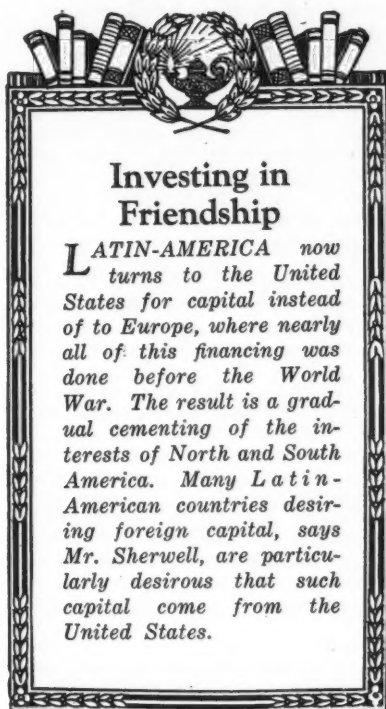 Investing in
Friendship
LATIN-AMERICA now
turns to the United
States for capital instead
of to Europe, where nearly
all of this financing was
done before the World
War. The result is a grad-
ual cementing of the in-
terests of North and South
America. Many Latin-
American countries desir-
ing foreign capital, says
Mr. Sherwell, are particu-
larly desirous that such
capital come from the
United States.